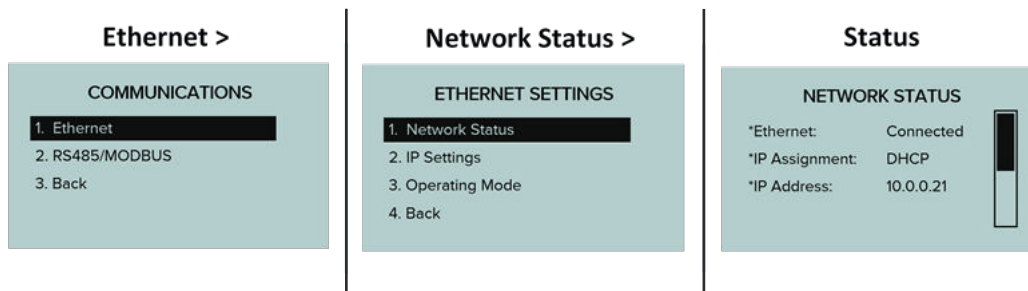 Ethernet >
COMMUNICATIONS
1. Ethernet
2. RS485/MODBUS
3. Back
Network Status >
ETHERNET SETTINGS
1. Network Status
2. IP Settings
3. Operating Mode
4. Back
Status
NETWORK STATUS
*Ethernet: Connected
*IP Assignment: DHCP
*IP Address: 10.0.0.21